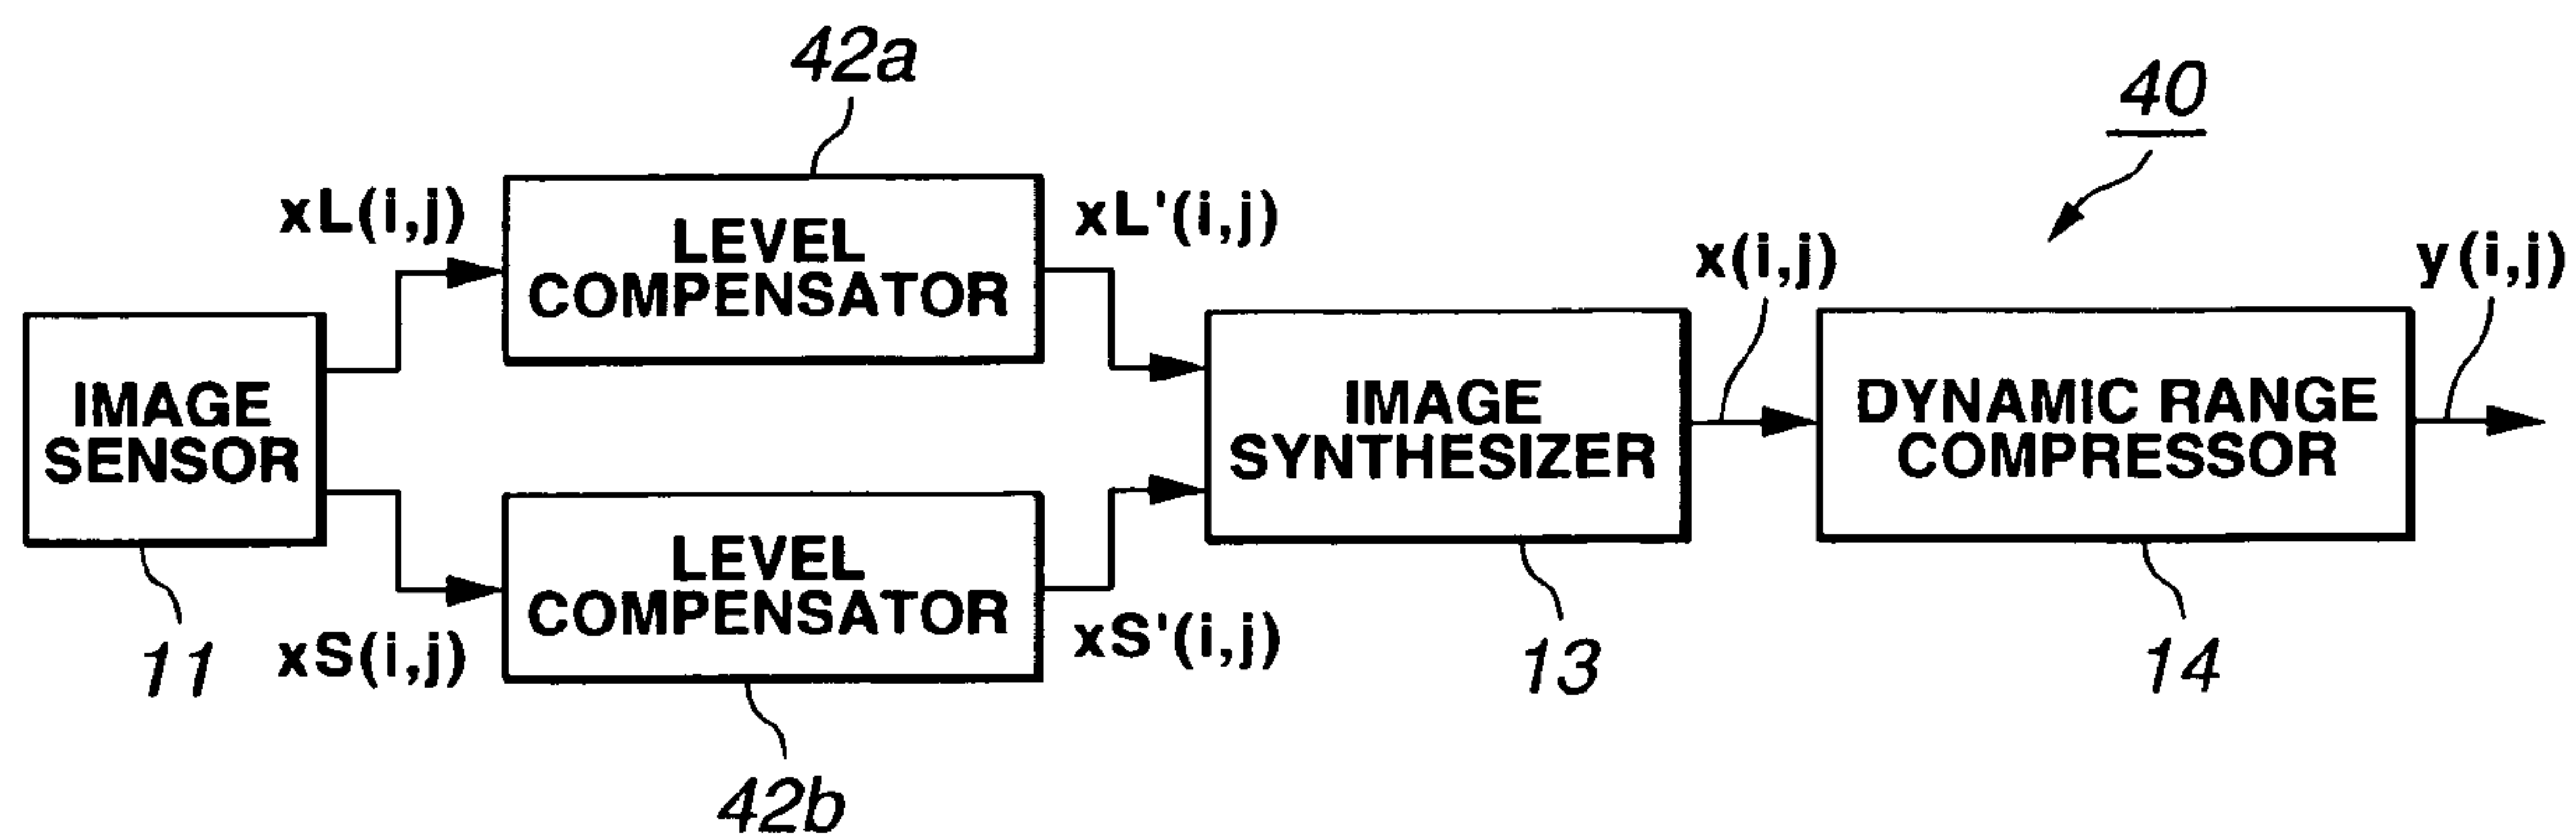 42a
40
xL(i,j)
LEVEL
COMPENSATOR
xL'(i,j)
x(i,j)
y(i,j)
IMAGE
SENSOR
IMAGE
SYNTHESIZER
DYNAMIC RANGE
COMPRESSOR
11
xS(i,j)
LEVEL
COMPENSATOR
xS'(i,j)
13
14
42b